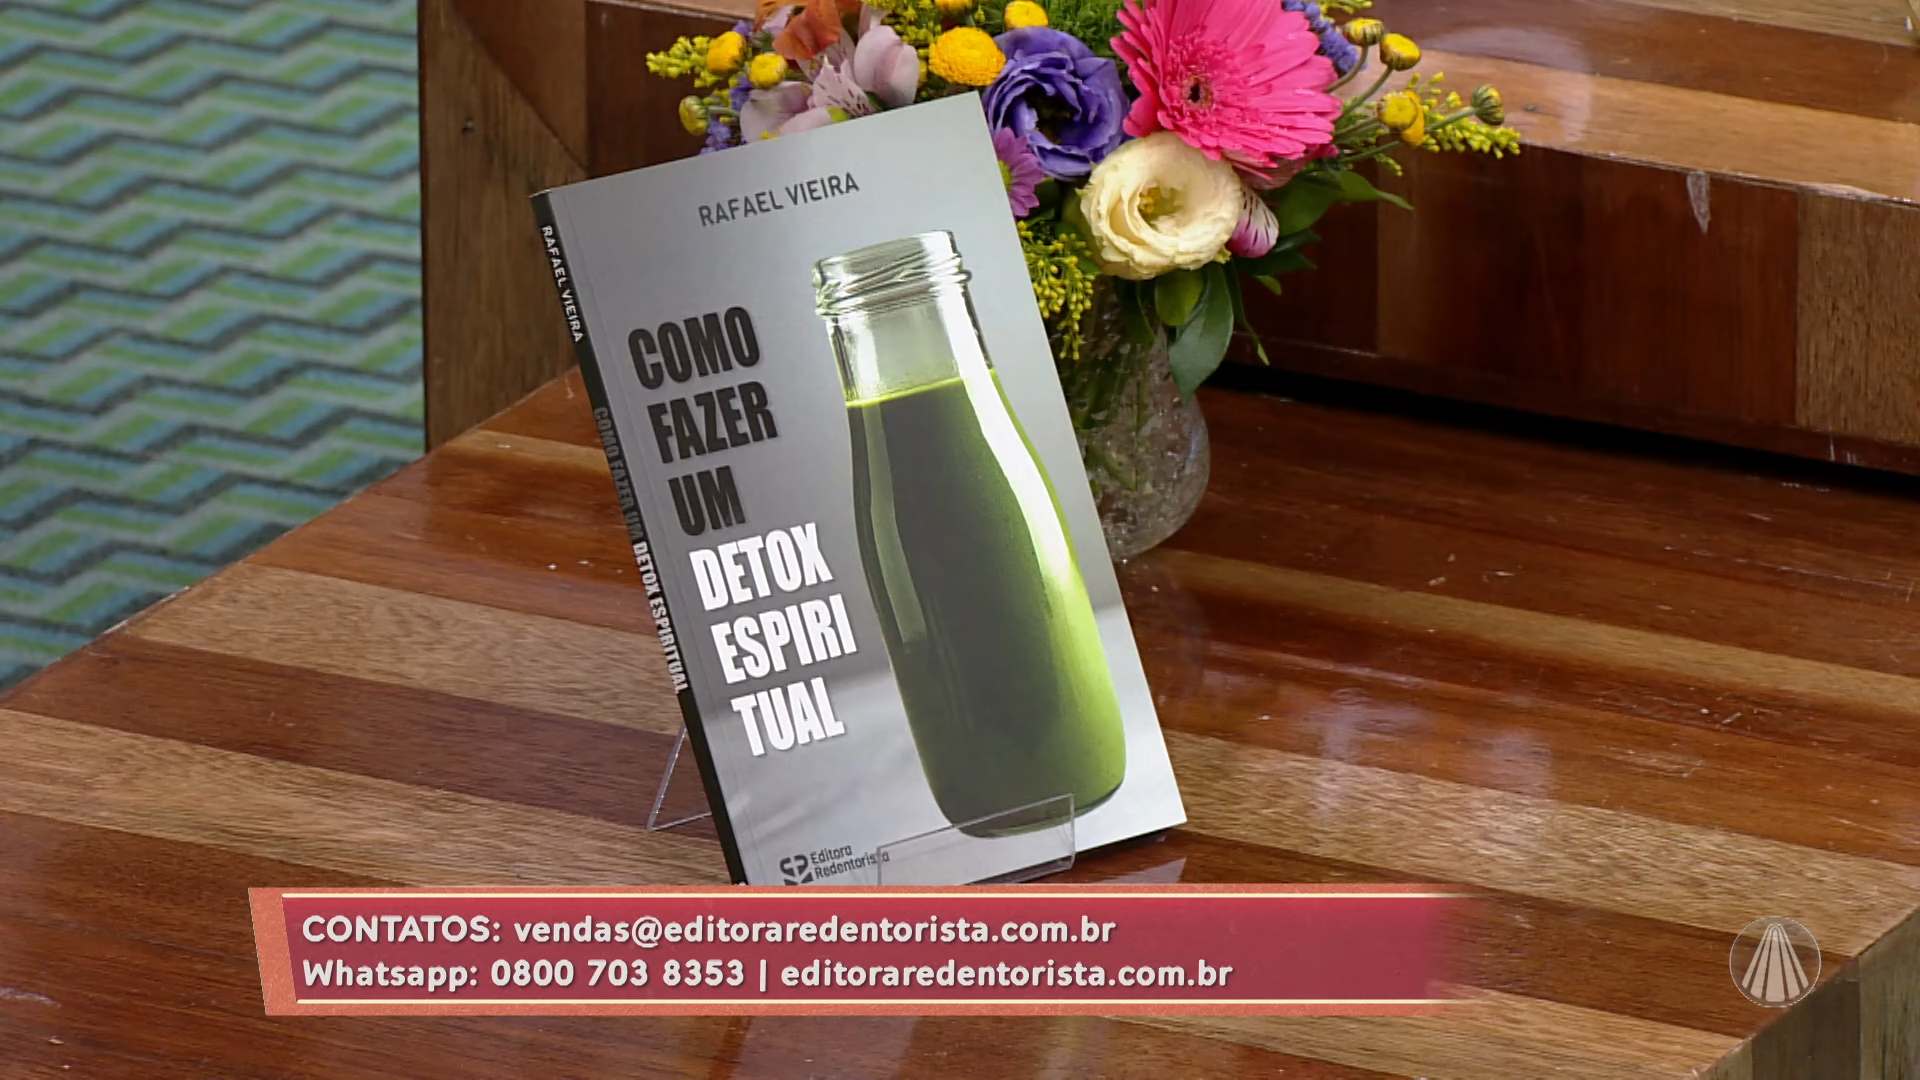 RAFAEL VIEIRA
COMO
FAZER
UM
DETOX
ESPIRI
TUAL
RAFAEL VIEIRA
COMO FAZER UM DETOX ESPIRITUAL
Editora
Redentorista
CONTATOS: vendas@editoraredentorista.com.br
Whatsapp: 0800 703 8353 | editoraredentorista.com.br